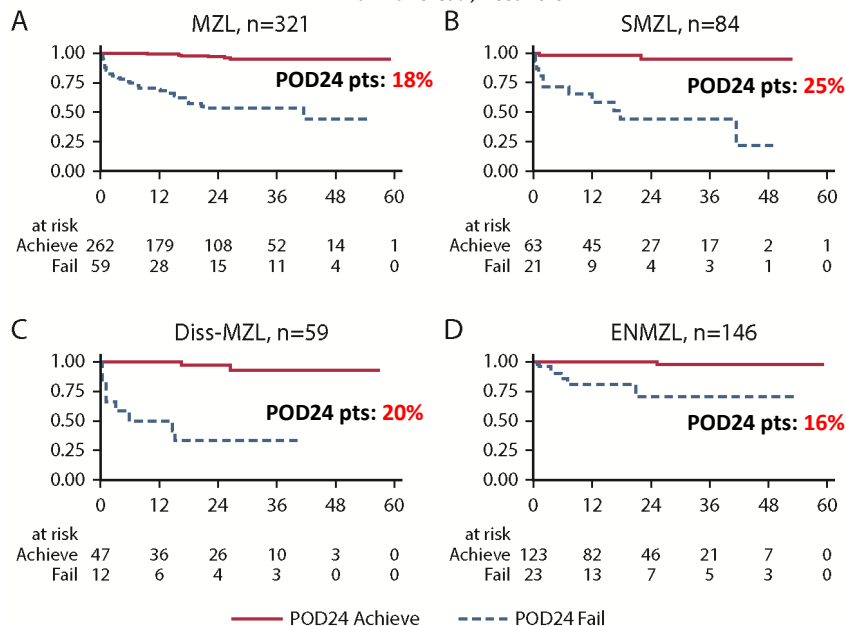 A
MZL, n=321
1.00
0.75
0.50
0.25
0.00
POD24 pts: 18%
0 12 24 36 48 60
at risk
Achieve 262 179 108 52 14 1
Fail 59 28 15 11 4 0
B
SMZL, n=84
1.00
0.75
0.50
0.25
0.00
POD24 pts: 25%
0 12 24 36 48 60
at risk
Achieve 63 45 27 17 2 1
Fail 21 9 4 3 1 0
C
Diss-MZL, n=59
1.00
0.75
0.50
0.25
0.00
POD24 pts: 20%
0 12 24 36 48 60
at risk
Achieve 47 36 26 10 3 0
Fail 12 6 4 3 0 0
D
ENMZL, n=146
1.00
0.75
0.50
0.25
0.00
POD24 pts: 16%
0 12 24 36 48 60
at risk
Achieve 123 82 46 21 7 0
Fail 23 13 7 5 3 0
POD24 Achieve POD24 Fail